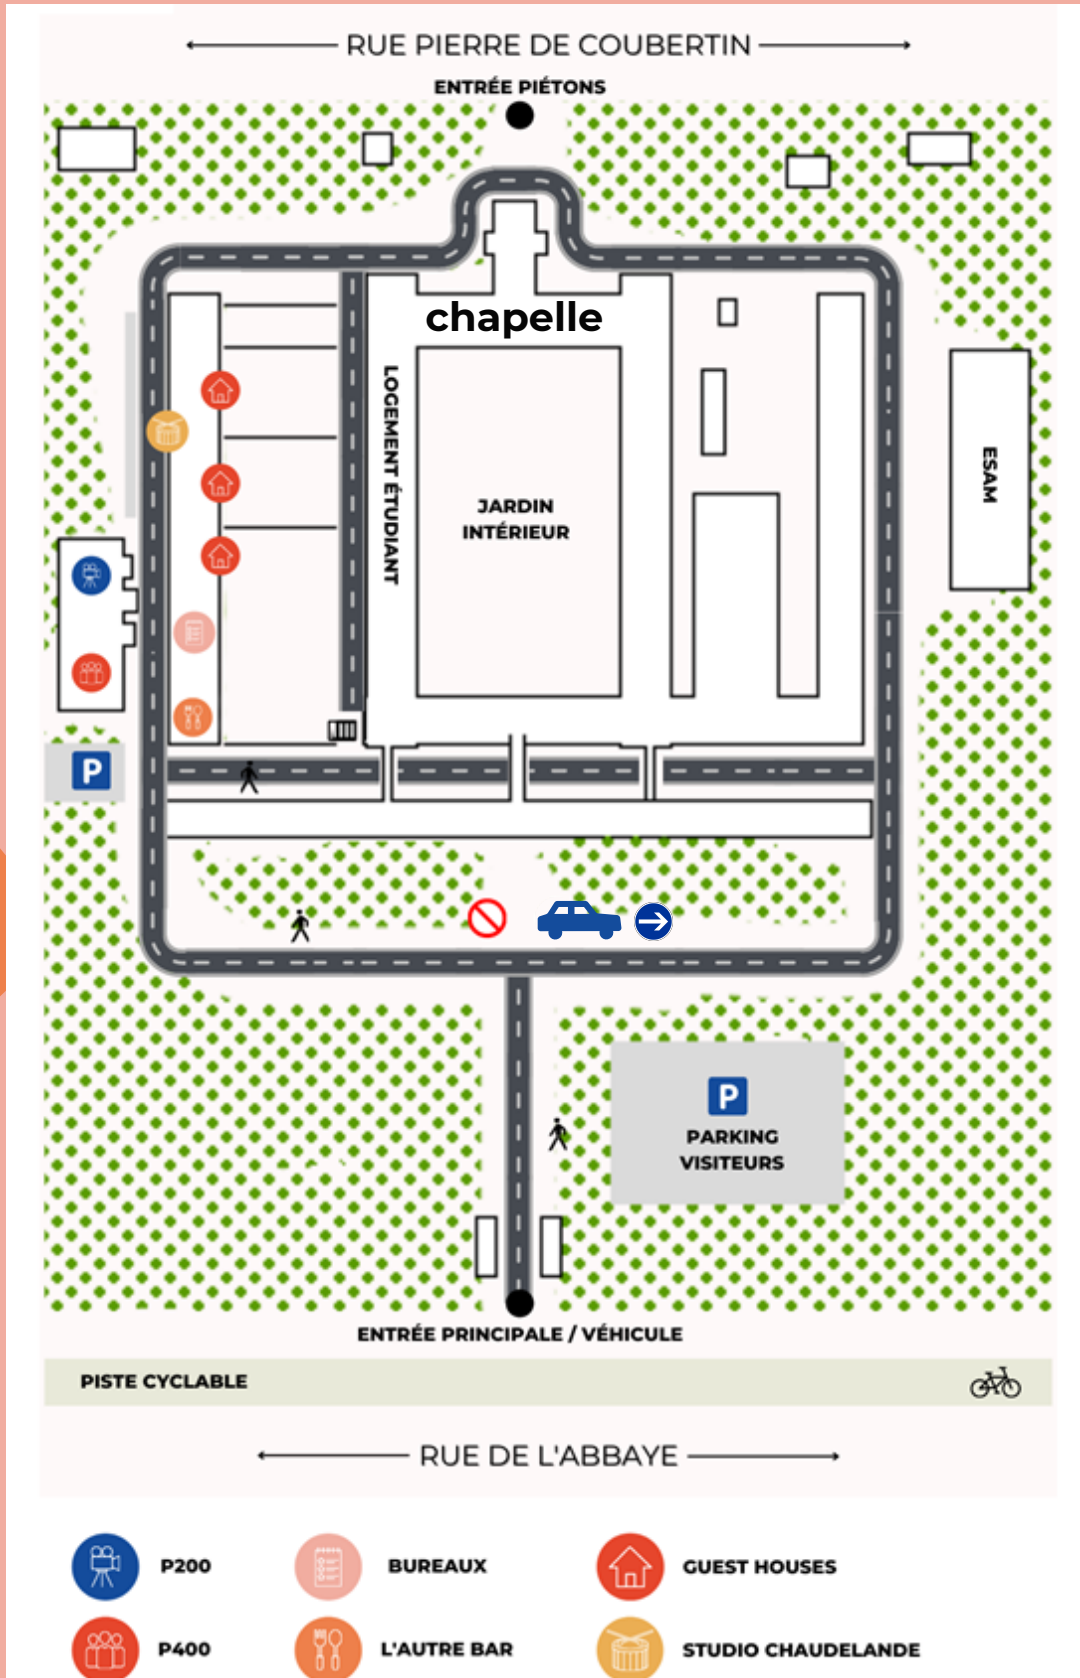 RUE PIERRE DE COUBERTIN
ENTRÉE PIÉTONS
chapelle
LOGEMENT ÉTUDIANT
JARDIN
INTÉRIEUR
ESAM
P
P
PARKING
VISITEURS
ENTRÉE PRINCIPALE / VÉHICULE
PISTE CYCLABLE
RUE DE L'ABBAYE
P200
BUREAUX
GUEST HOUSES
P400
L'AUTRE BAR
STUDIO CHAUDELANDE